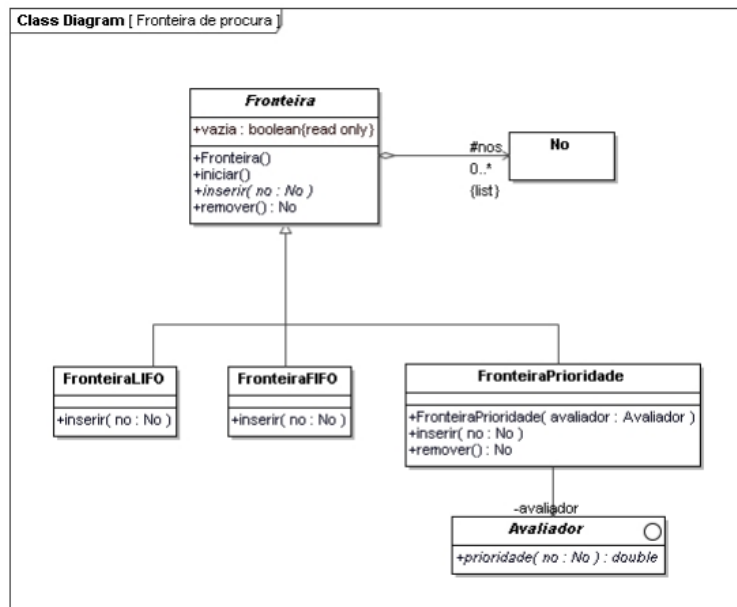 Class Diagram [ Fronteira de procura ]
Fronteira
+vazia : boolean{read only}
+Fronteira()
+iniciar()
+inserir( no : No )
+remover() : No
#nos
0..*
{list}
No
FronteiraLIFO
+inserir( no : No )
FronteiraFIFO
+inserir( no : No )
FronteiraPrioridade
+FronteiraPrioridade( avaliador : Avaliador )
+inserir( no : No )
+remover() : No
-avaliador
Avaliador
+prioridade( no : No ) : double